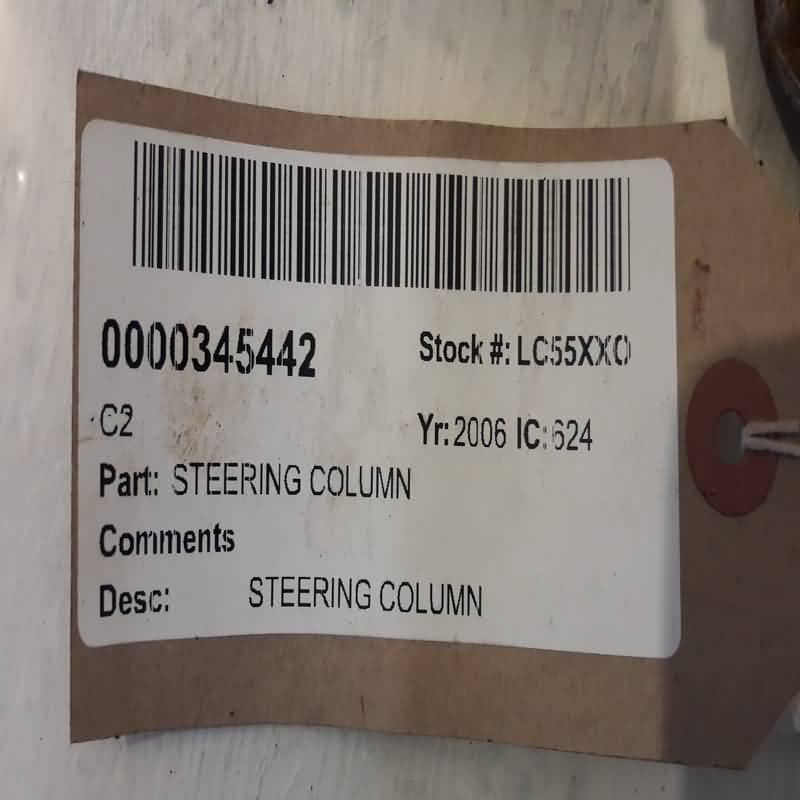 0000345442 Stock #: LC55XXO
C2 Yr: 2006 IC: 624
Part: STEERING COLUMN
Comments
Desc: STEERING COLUMN